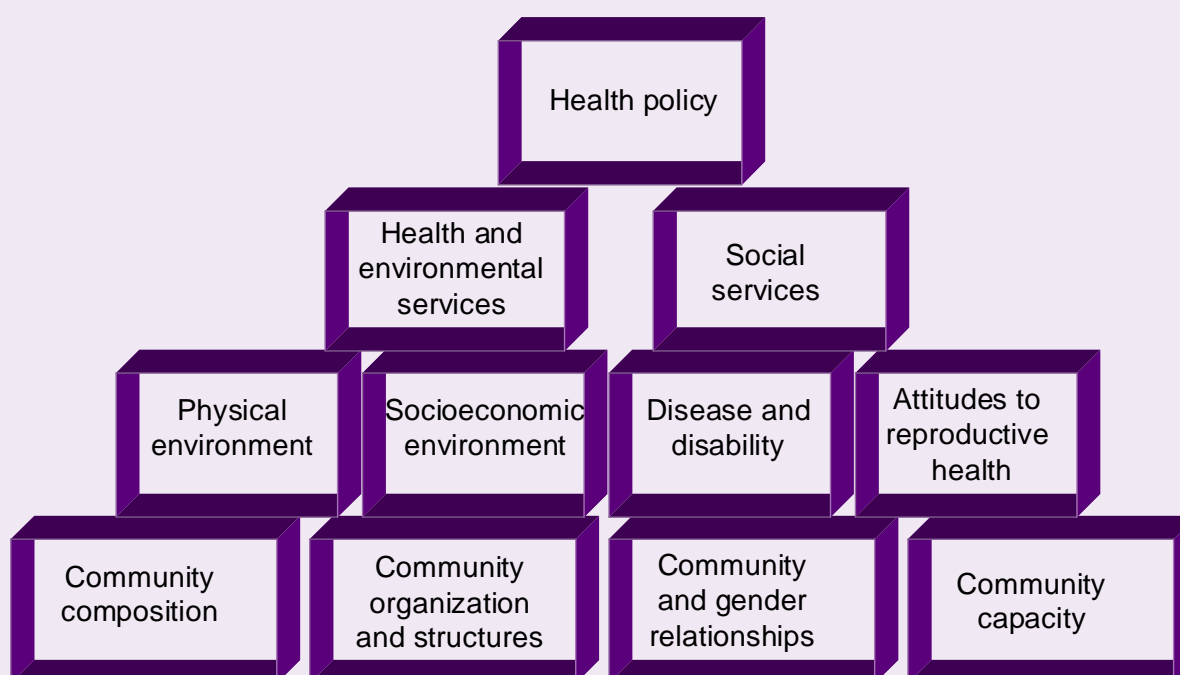 Health policy
Health and
environmental
services
Social
services
Physical
environment
Socioeconomic
environment
Disease and
disability
Attitudes to
reproductive
health
Community
composition
Community
organization
and structures
Community
and gender
relationships
Community
capacity